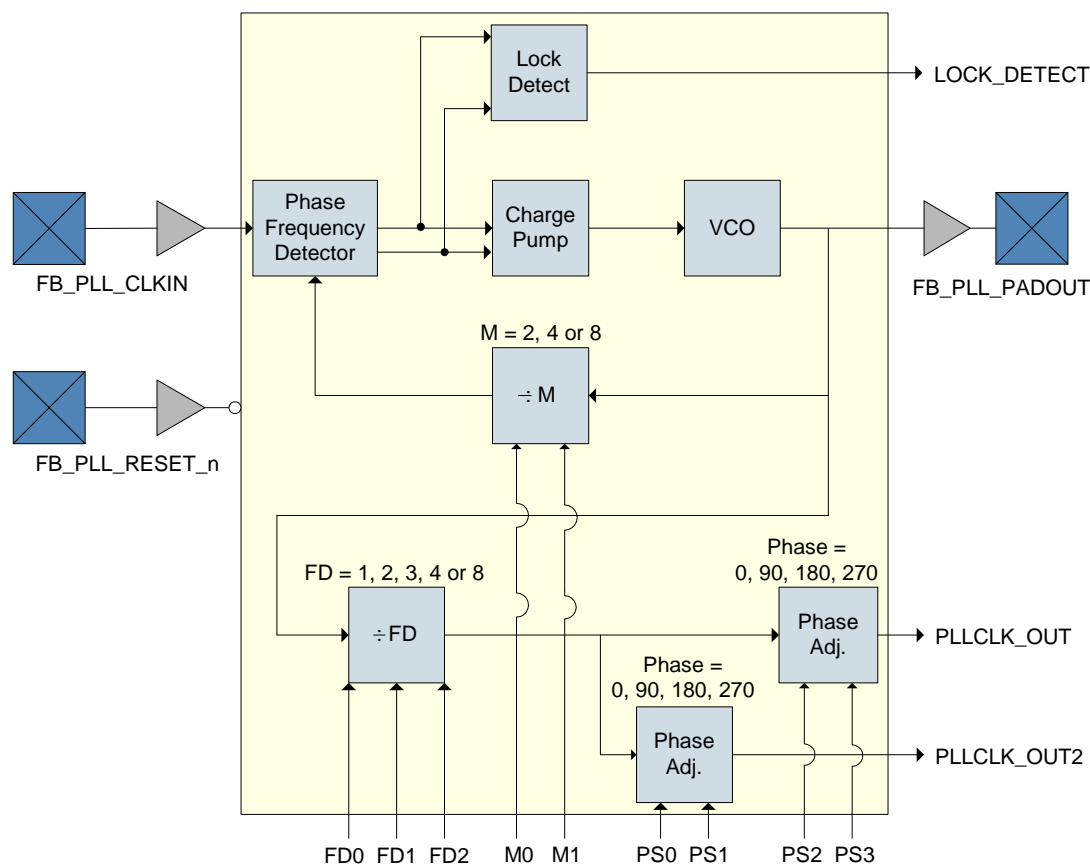 Lock
Detect
LOCK_DETECT
Phase
Frequency
Detector
Charge
Pump
VCO
FB_PLL_CLKIN
FB_PLL_PADOUT
M = 2, 4 or 8
÷ M
FB_PLL_RESET_n
Phase =
0, 90, 180, 270
FD = 1, 2, 3, 4 or 8
÷FD
Phase
Adj.
PLLCLK_OUT
Phase =
0, 90, 180, 270
Phase
Adj.
PLLCLK_OUT2
FD0 FD1 FD2 M0 M1 PS0 PS1 PS2 PS3